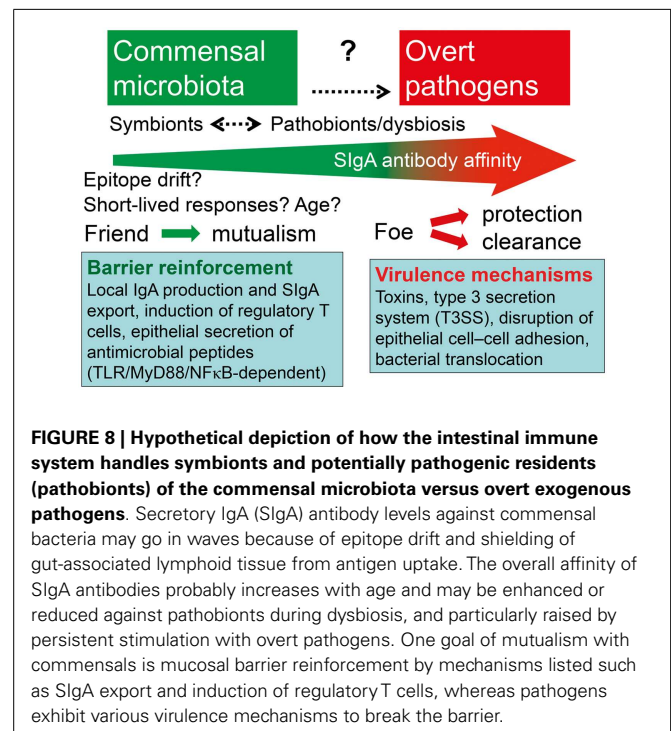 Commensal microbiota
?
Overt pathogens
Symbionts Pathobionts/dysbiosis
SIgA antibody affinity
Epitope drift?
Short-lived responses? Age?
Friend mutualism
Foe protection
clearance
Barrier reinforcement
Local IgA production and SIgA
export, induction of regulatory T
cells, epithelial secretion of
antimicrobial peptides
(TLR/MyD88/NFκB-dependent)
Virulence mechanisms
Toxins, type 3 secretion
system (T3SS), disruption of
epithelial cell–cell adhesion,
bacterial translocation
FIGURE 8 | Hypothetical depiction of how the intestinal immune
system handles symbionts and potentially pathogenic residents
(pathobionts) of the commensal microbiota versus overt exogenous
pathogens. Secretory IgA (SIgA) antibody levels against commensal
bacteria may go in waves because of epitope drift and shielding of
gut-associated lymphoid tissue from antigen uptake. The overall affinity of
SIgA antibodies probably increases with age and may be enhanced or
reduced against pathobionts during dysbiosis, and particularly raised by
persistent stimulation with overt pathogens. One goal of mutualism with
commensals is mucosal barrier reinforcement by mechanisms listed such
as SIgA export and induction of regulatory T cells, whereas pathogens
exhibit various virulence mechanisms to break the barrier.